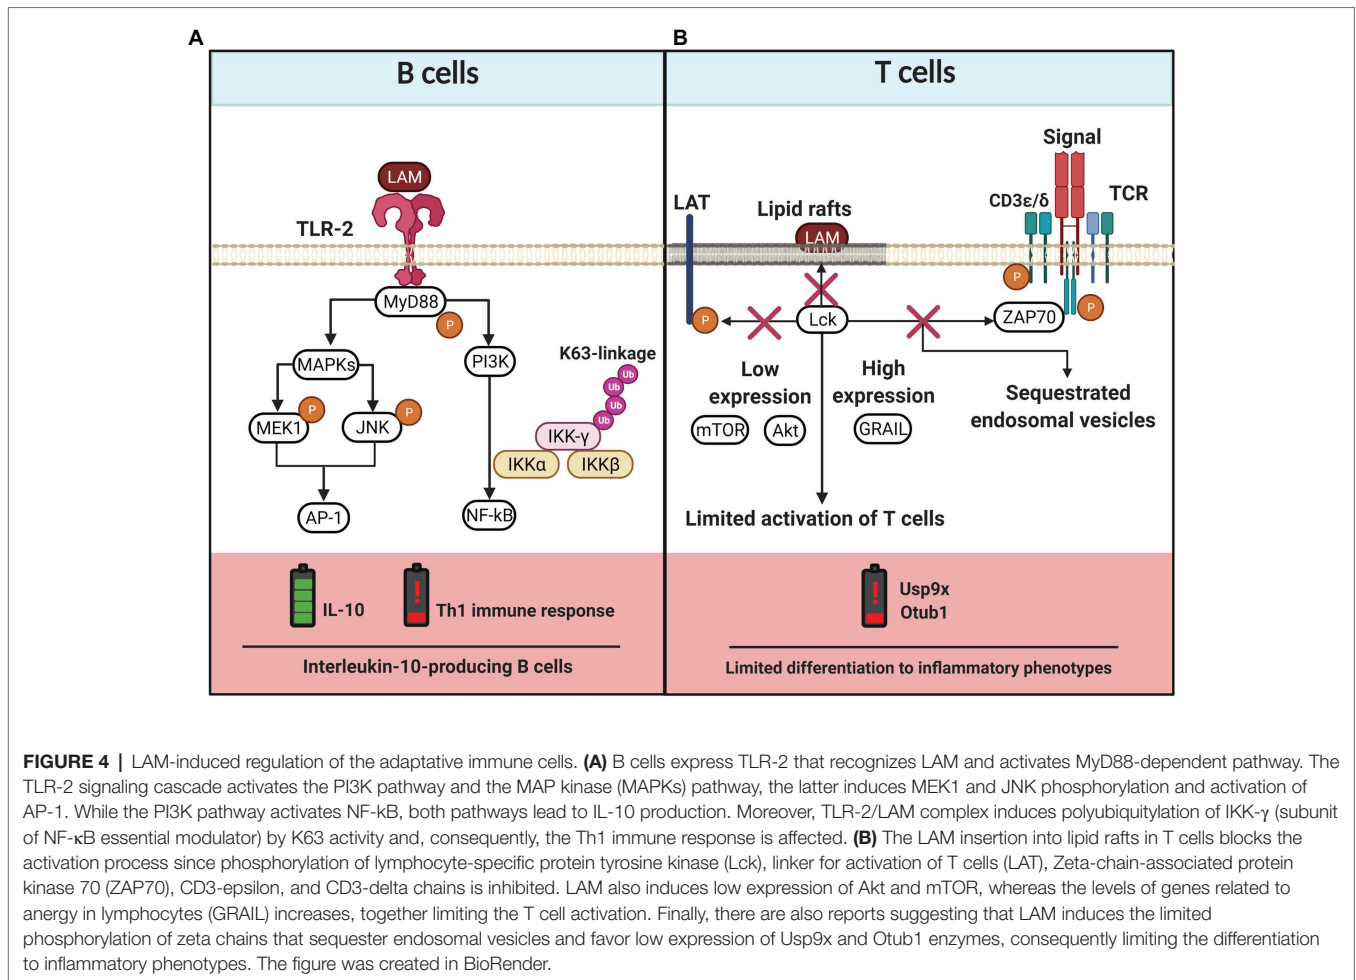 A
B
B cells
T cells
LAM
TLR-2
MyD88
P
MAPKs
PI3K
MEK1
P
JNK
P
K63-linkage
Ub
Ub
Ub
Ub
IKK-γ
IKKα
IKKβ
AP-1
NF-kB
IL-10
Th1 immune response
Interleukin-10-producing B cells
Signal
CD3ε/δ
TCR
LAT
Lipid rafts
LAM
P
P
Lck
ZAP70
P
Low
expression
mTOR
Akt
High
expression
GRAIL
Sequestrated
endosomal vesicles
Limited activation of T cells
Usp9x
Otub1
Limited differentiation to inflammatory phenotypes
FIGURE 4 | LAM-induced regulation of the adaptative immune cells. (A) B cells express TLR-2 that recognizes LAM and activates MyD88-dependent pathway. The
TLR-2 signaling cascade activates the PI3K pathway and the MAP kinase (MAPKs) pathway, the latter induces MEK1 and JNK phosphorylation and activation of
AP-1. While the PI3K pathway activates NF-kB, both pathways lead to IL-10 production. Moreover, TLR-2/LAM complex induces polyubiquitylation of IKK-γ (subunit
of NF-κB essential modulator) by K63 activity and, consequently, the Th1 immune response is affected. (B) The LAM insertion into lipid rafts in T cells blocks the
activation process since phosphorylation of lymphocyte-specific protein tyrosine kinase (Lck), linker for activation of T cells (LAT), Zeta-chain-associated protein
kinase 70 (ZAP70), CD3-epsilon, and CD3-delta chains is inhibited. LAM also induces low expression of Akt and mTOR, whereas the levels of genes related to
anergy in lymphocytes (GRAIL) increases, together limiting the T cell activation. Finally, there are also reports suggesting that LAM induces the limited
phosphorylation of zeta chains that sequester endosomal vesicles and favor low expression of Usp9x and Otub1 enzymes, consequently limiting the differentiation
to inflammatory phenotypes. The figure was created in BioRender.